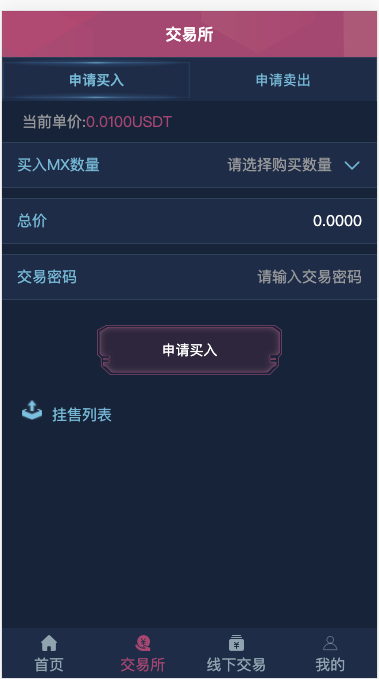 交易所
申请买入 申请卖出
当前单价:0.0100USDT
买入MX数量 请选择购买数量
总价 0.0000
交易密码 请输入交易密码
申请买入
挂售列表
首页 交易所 线下交易 我的